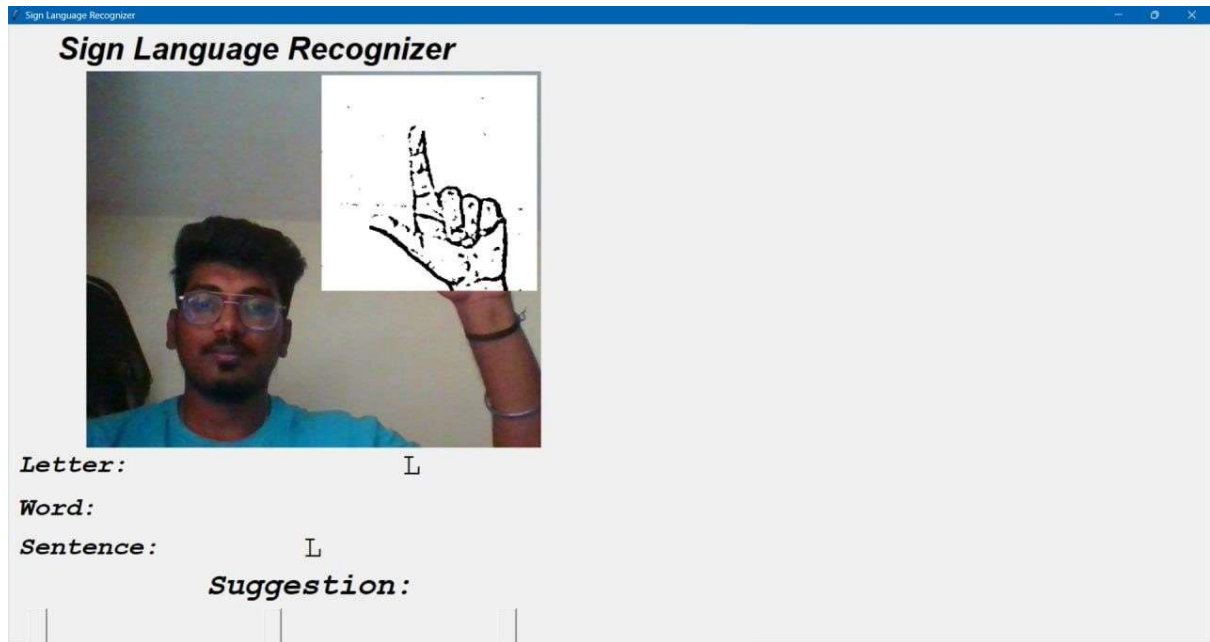 Sign Language Recognizer
Sign Language Recognizer
Letter: L
Word:
Sentence: L
Suggestion: